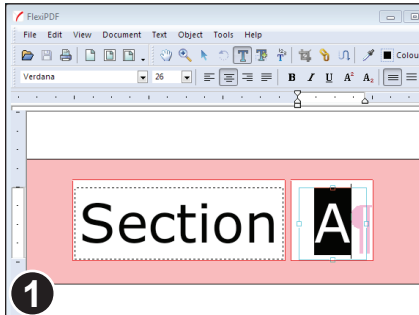 FlexiPDF
File Edit View Document Text Object Tools Help
Colou
Verdana 26 B I U A² A₂
Section A¶
1